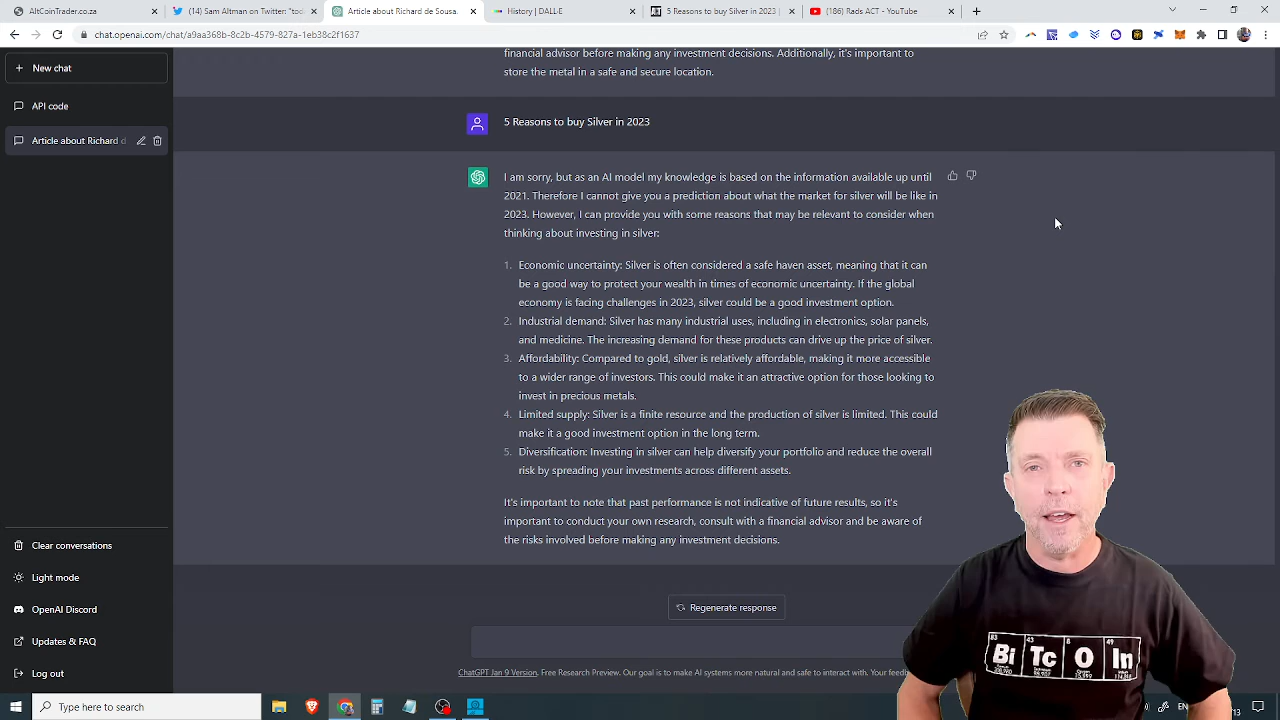 AltCoinTrader.co.za
(14) Sam Altman on Twitter: "tod
Article about Richard de Sousa.
History | DALL·E
5 Reasons to buy Silver in 2023 |
(186) Rads ACT - YouTube
chat.openai.com/chat/a9aa368b-8c2b-4579-827a-1eb38c2f1637
New chat
API code
Article about Richard d
financial advisor before making any investment decisions. Additionally, it's important to
store the metal in a safe and secure location.
5 Reasons to buy Silver in 2023
I am sorry, but as an AI model my knowledge is based on the information available up until
2021. Therefore I cannot give you a prediction about what the market for silver will be like in
2023. However, I can provide you with some reasons that may be relevant to consider when
thinking about investing in silver:
1. Economic uncertainty: Silver is often considered a safe haven asset, meaning that it can
be a good way to protect your wealth in times of economic uncertainty. If the global
economy is facing challenges in 2023, silver could be a good investment option.
2. Industrial demand: Silver has many industrial uses, including in electronics, solar panels,
and medicine. The increasing demand for these products can drive up the price of silver.
3. Affordability: Compared to gold, silver is relatively affordable, making it more accessible
to a wider range of investors. This could make it an attractive option for those looking to
invest in precious metals.
4. Limited supply: Silver is a finite resource and the production of silver is limited. This could
make it a good investment option in the long term.
5. Diversification: Investing in silver can help diversify your portfolio and reduce the overall
risk by spreading your investments across different assets.
It's important to note that past performance is not indicative of future results, so it's
important to conduct your own research, consult with a financial advisor and be aware of
the risks involved before making any investment decisions.
Clear conversations
Light mode
OpenAI Discord
Updates & FAQ
Log out
Regenerate response
ChatGPT Jan 9 Version. Free Research Preview. Our goal is to make AI systems more natural and safe to interact with. Your feedb
83 43 8 49
Bi Tc O In
Type here to search